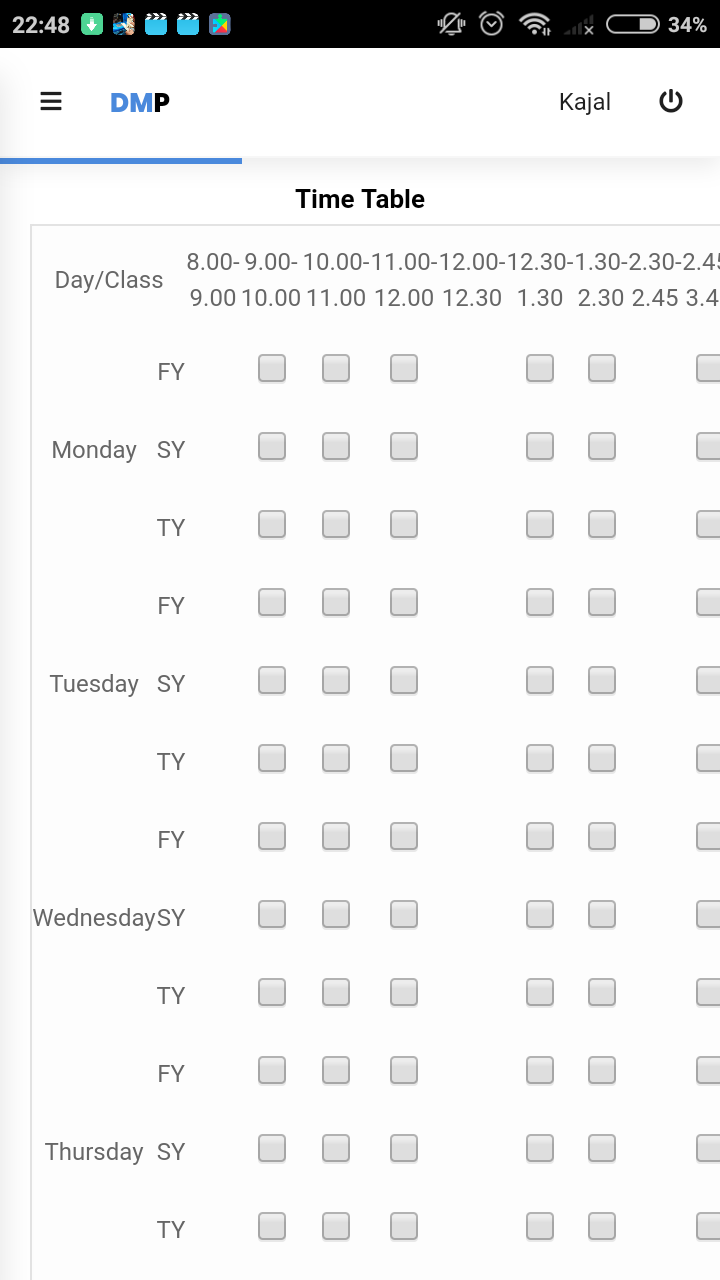 22:48 34%
DMP Kajal
Time Table
8.00- 9.00- 10.00-11.00-12.00-12.30-1.30-2.30-2.45
Day/Class
9.00 10.00 11.00 12.00 12.30 1.30 2.30 2.45 3.4
FY
Monday SY
TY
FY
Tuesday SY
TY
FY
Wednesday SY
TY
FY
Thursday SY
TY